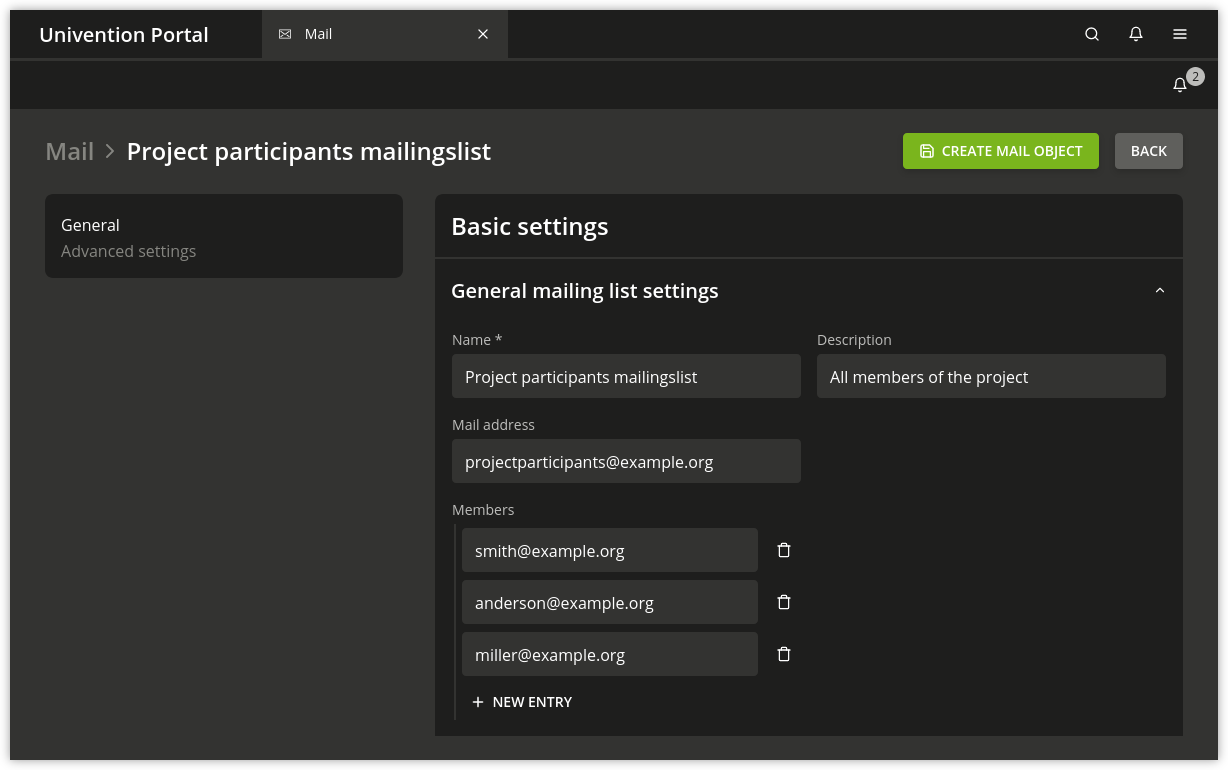 Univention Portal
Mail
2
Mail > Project participants mailingslist
CREATE MAIL OBJECT
BACK
General
Advanced settings
Basic settings
General mailing list settings
Name *
Description
Project participants mailingslist
All members of the project
Mail address
projectparticipants@example.org
Members
smith@example.org
anderson@example.org
miller@example.org
+ NEW ENTRY